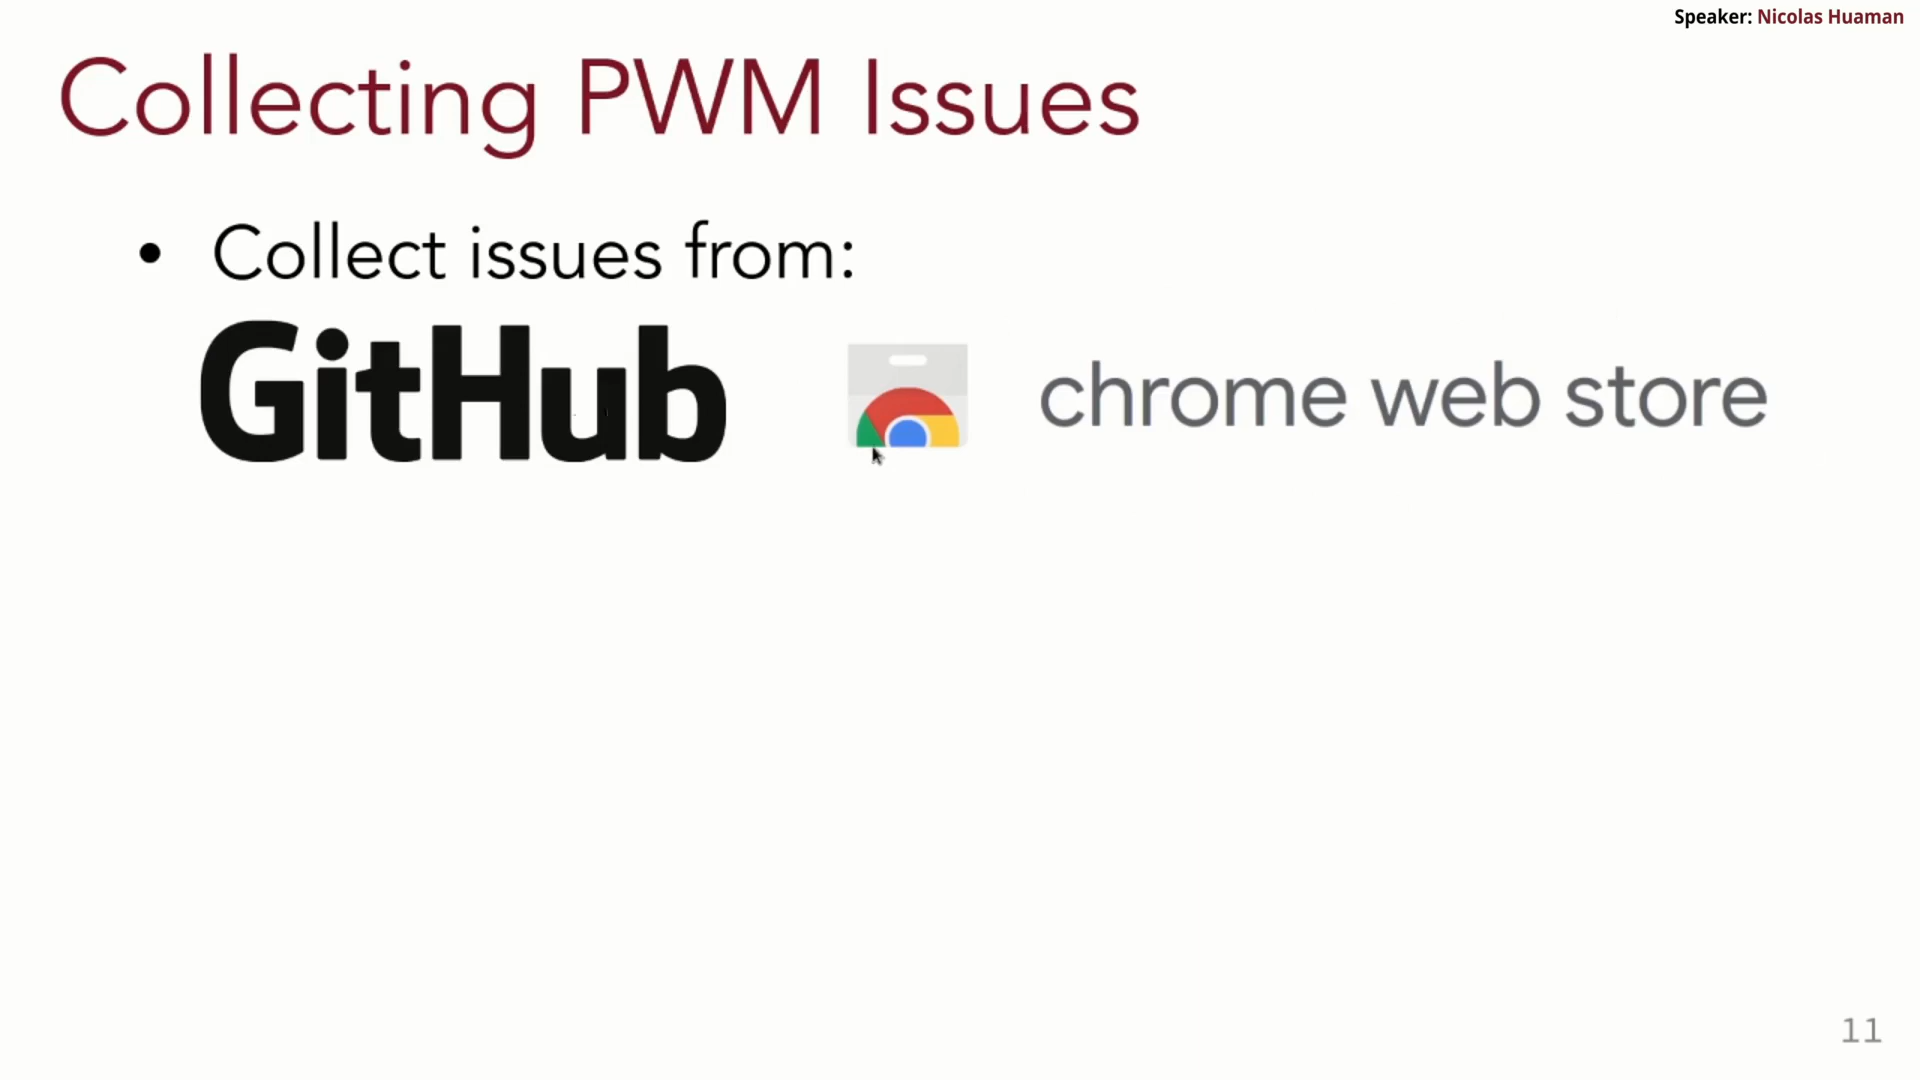 Speaker: Nicolas Huaman
Collecting PWM Issues
• Collect issues from:
GitHub
chrome web store
11